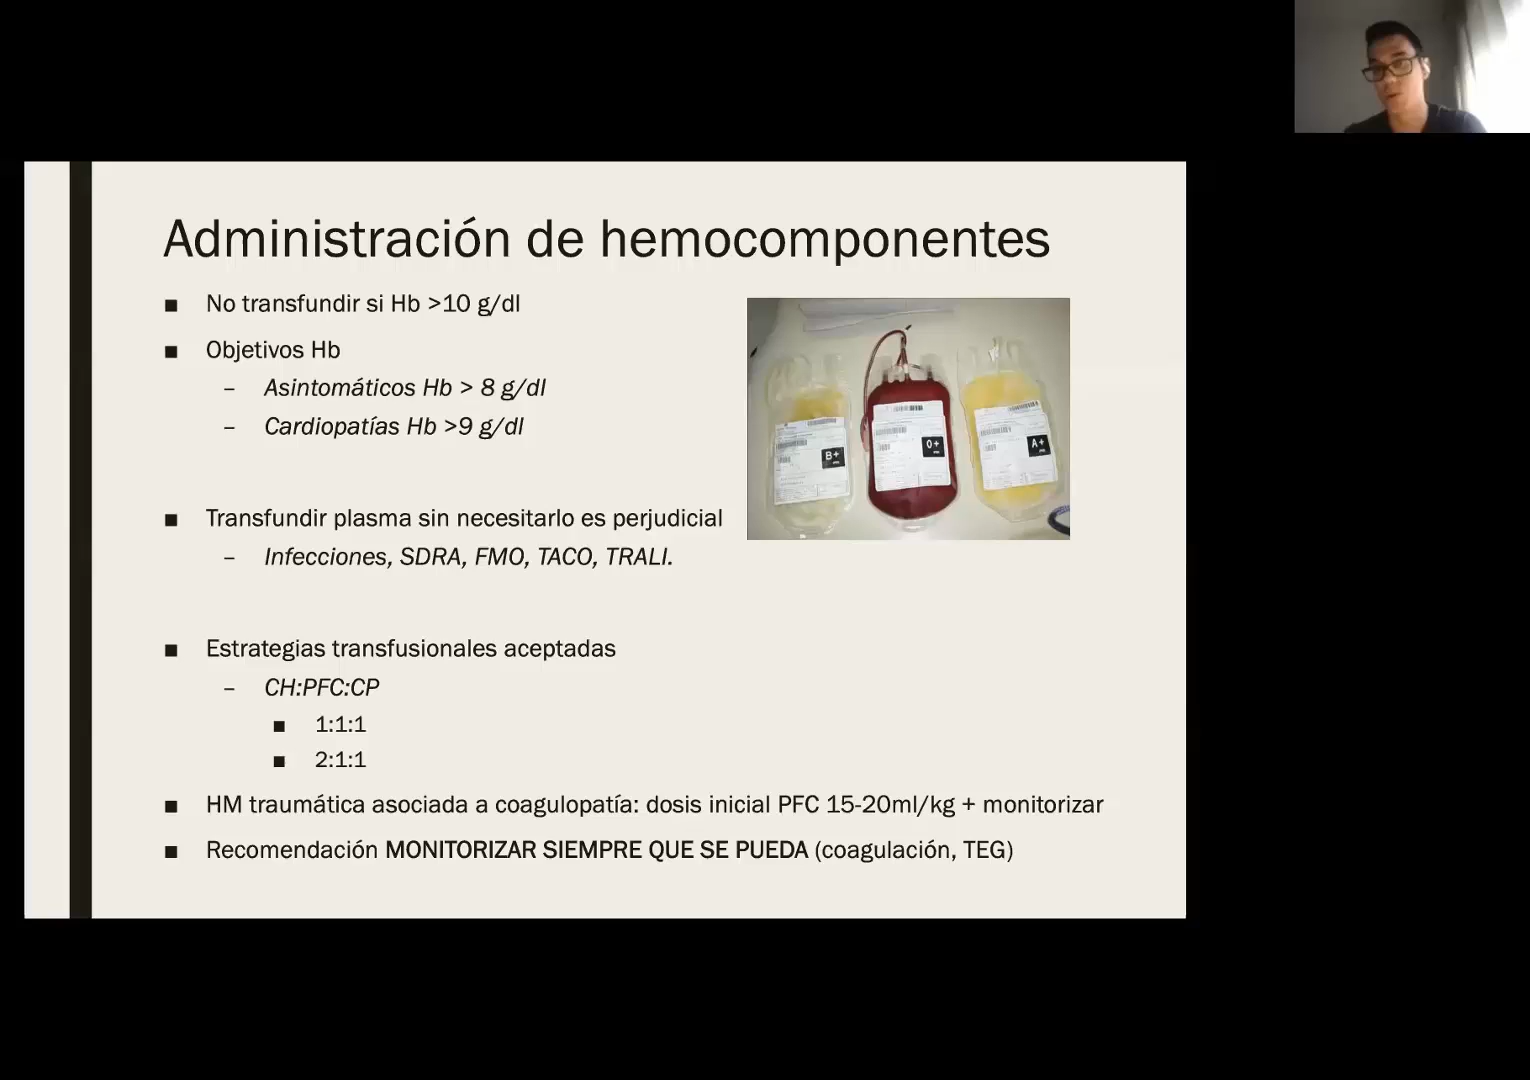 Administración de hemocomponentes
No transfundir si Hb >10 g/dl
Objetivos Hb
– Asintomáticos Hb > 8 g/dl
– Cardiopatías Hb >9 g/dl
B+
O+
A+
Transfundir plasma sin necesitarlo es perjudicial
– Infecciones, SDRA, FMO, TACO, TRALI.
Estrategias transfusionales aceptadas
– CH:PFC:CP
1:1:1
2:1:1
HM traumática asociada a coagulopatía: dosis inicial PFC 15-20ml/kg + monitorizar
Recomendación MONITORIZAR SIEMPRE QUE SE PUEDA (coagulación, TEG)